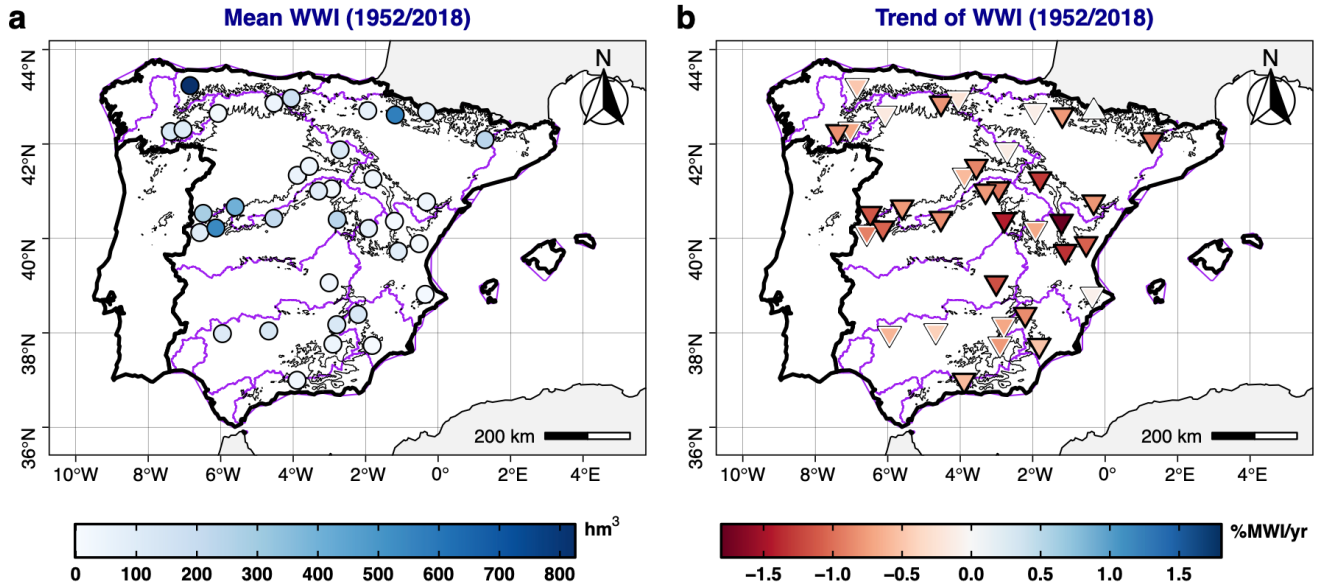 a
Mean WWI (1952/2018)
N
44°N
42°N
40°N
38°N
36°N
200 km
10°W 8°W 6°W 4°W 2°W 0° 2°E 4°E
hm³
0 100 200 300 400 500 600 700 800
b
Trend of WWI (1952/2018)
N
44°N
42°N
40°N
38°N
36°N
200 km
10°W 8°W 6°W 4°W 2°W 0° 2°E 4°E
%MWI/yr
−1.5 −1.0 −0.5 0.0 0.5 1.0 1.5